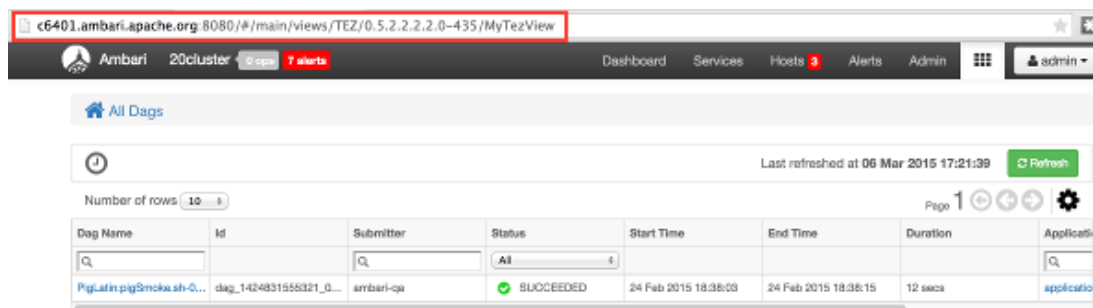 c6401.ambari.apache.org:8080/#/main/views/TEZ/0.5.2.2.2.2.0-435/MyTezView
Ambari 20cluster 0 ops 7 alerts Dashboard Services Hosts 3 Alerts Admin admin
All Dags
Last refreshed at 06 Mar 2015 17:21:39 Refresh
Number of rows 10 Page 1
Dag Name Id Submitter Status Start Time End Time Duration Applicati
All
PigLatin:pigSmoke.sh-0... dag_1424831555321_0... ambari-qa SUCCEEDED 24 Feb 2015 18:38:03 24 Feb 2015 18:38:15 12 secs applicatio